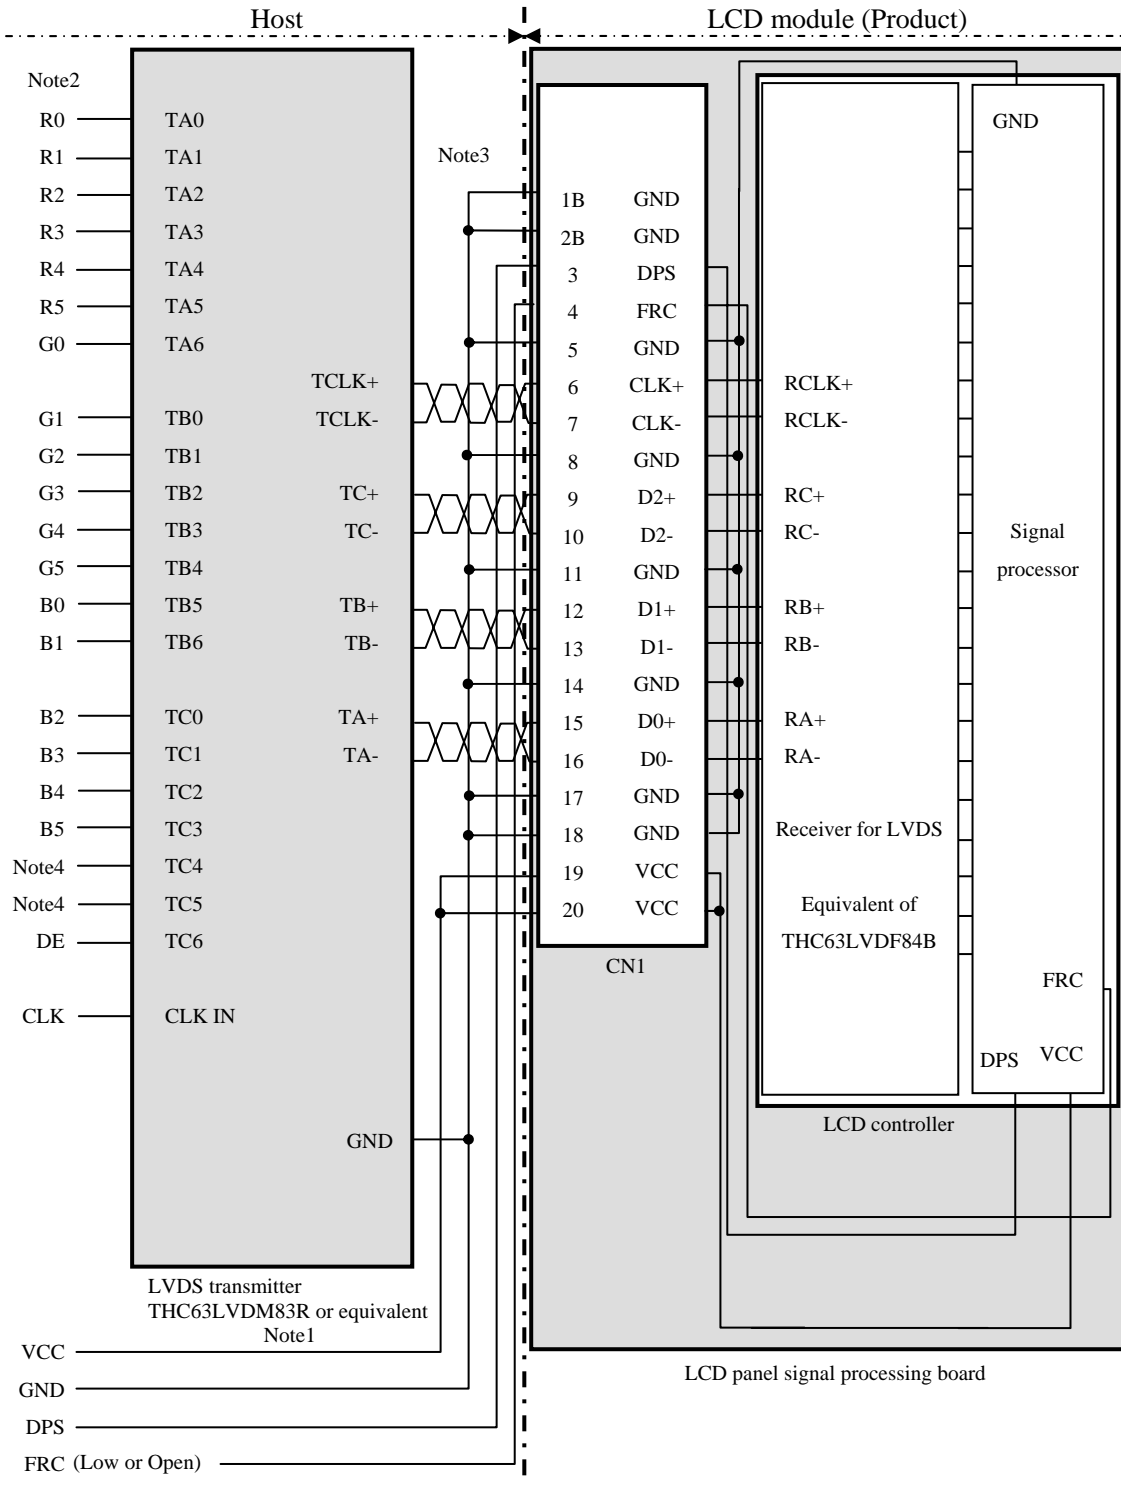 Host
LCD module (Product)
Note2
R0 TA0
R1 TA1
R2 TA2
R3 TA3
R4 TA4
R5 TA5
G0 TA6
TCLK+
G1 TB0 TCLK-
G2 TB1
G3 TB2 TC+
G4 TB3 TC-
G5 TB4
B0 TB5 TB+
B1 TB6 TB-
B2 TC0 TA+
B3 TC1 TA-
B4 TC2
B5 TC3
Note4 TC4
Note4 TC5
DE TC6
CLK CLK IN
GND
LVDS transmitter
THC63LVDM83R or equivalent
Note1
VCC
GND
DPS
FRC (Low or Open)
Note3
1B GND
2B GND
3 DPS
4 FRC
5 GND
6 CLK+
7 CLK-
8 GND
9 D2+
10 D2-
11 GND
12 D1+
13 D1-
14 GND
15 D0+
16 D0-
17 GND
18 GND
19 VCC
20 VCC
CN1
RCLK+
RCLK-
RC+
RC-
RB+
RB-
RA+
RA-
Receiver for LVDS
Equivalent of
THC63LVDF84B
GND
Signal
processor
FRC
DPS VCC
LCD controller
LCD panel signal processing board